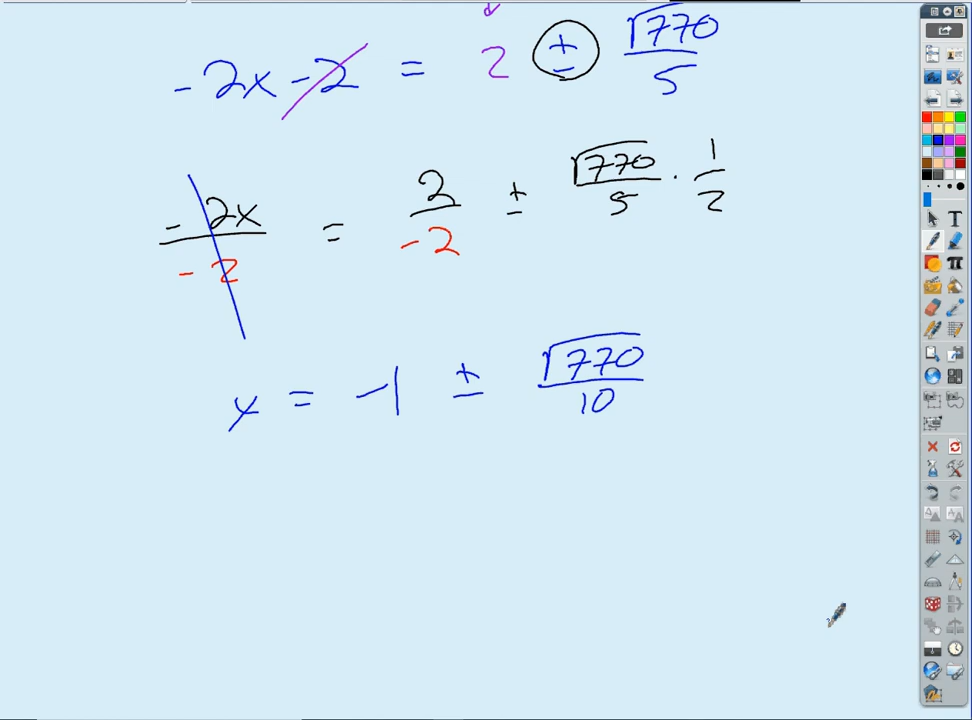 -2x -2 = 2 ± √770/5
-2x/-2 = 2/-2 ± √770/5 · 1/2
x = -1 ± √770/10